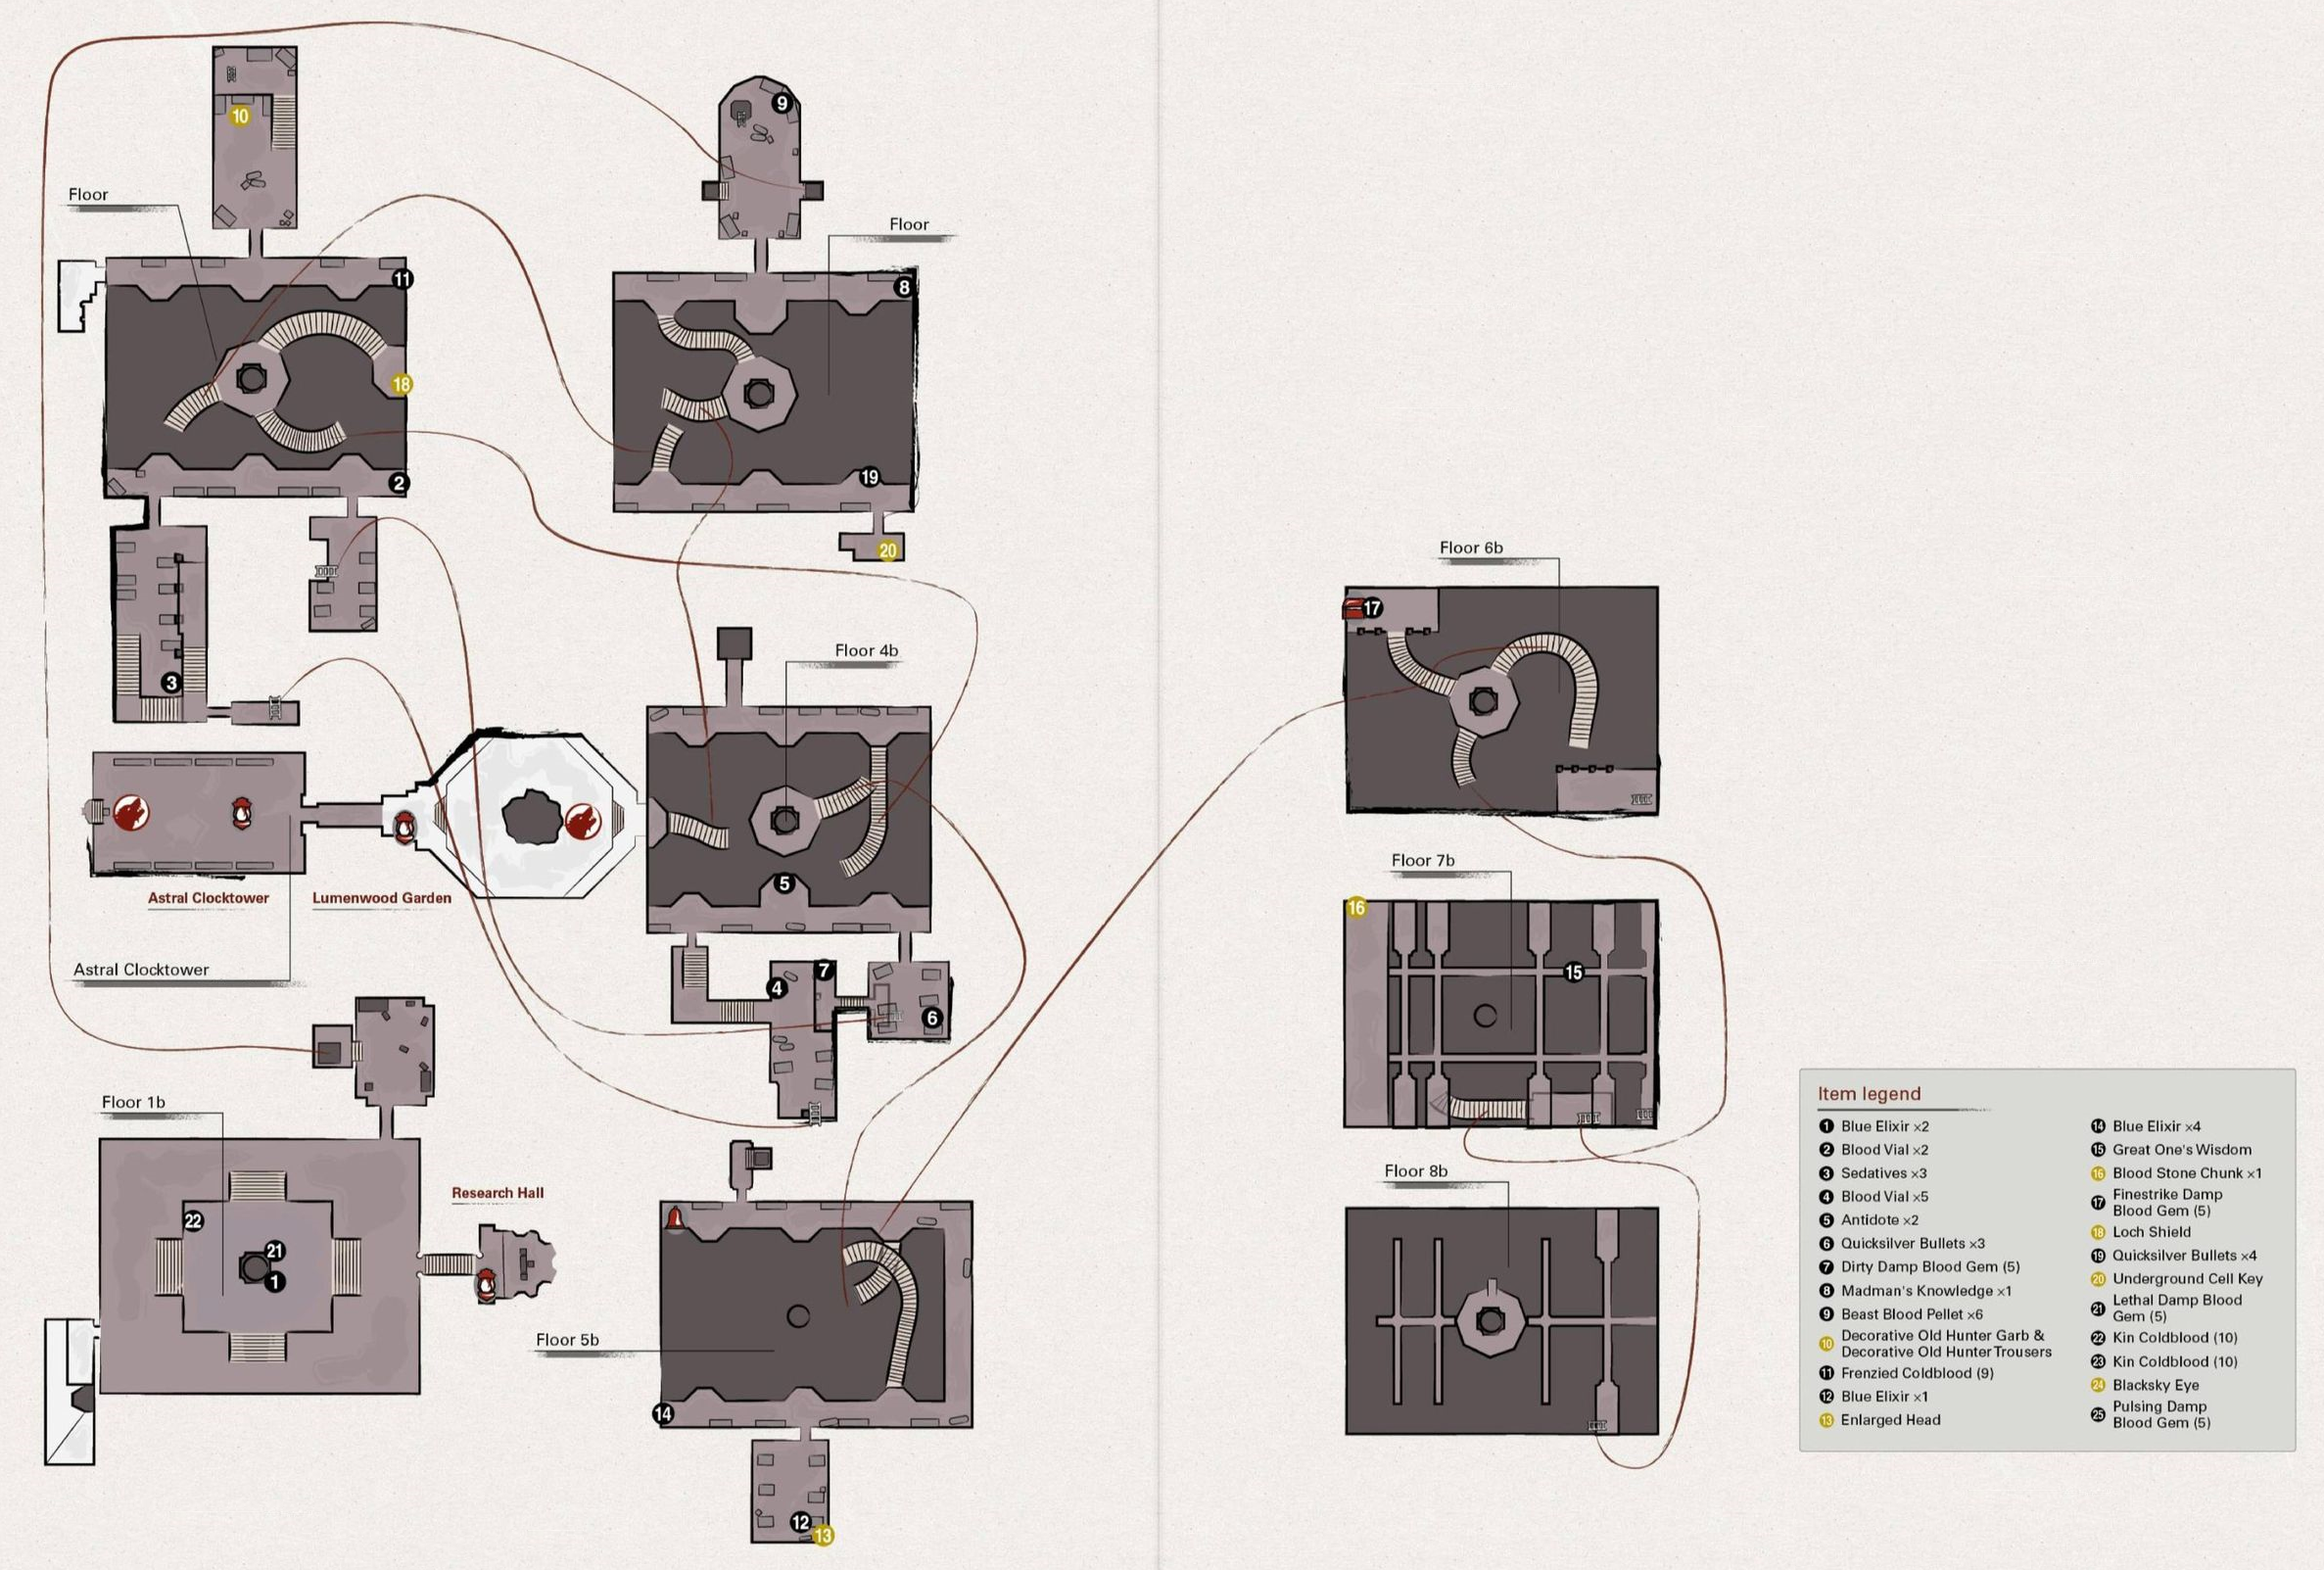 10
9
Floor
Floor
11
8
18
2
19
20
Floor 6b
17
3
Floor 4b
5
Floor 7b
16
15
Astral Clocktower
Lumenwood Garden
Astral Clocktower
4
7
6
Floor 1b
Research Hall
22
21
1
Floor 8b
Floor 5b
14
12
13
Item legend
1 Blue Elixir ×2
2 Blood Vial ×2
3 Sedatives ×3
4 Blood Vial ×5
5 Antidote ×2
6 Quicksilver Bullets ×3
7 Dirty Damp Blood Gem (5)
8 Madman's Knowledge ×1
9 Beast Blood Pellet ×6
10 Decorative Old Hunter Garb &
Decorative Old Hunter Trousers
11 Frenzied Coldblood (9)
12 Blue Elixir ×1
13 Enlarged Head
14 Blue Elixir ×4
15 Great One's Wisdom
16 Blood Stone Chunk ×1
17 Finestrike Damp
Blood Gem (5)
18 Loch Shield
19 Quicksilver Bullets ×4
20 Underground Cell Key
21 Lethal Damp Blood
Gem (5)
22 Kin Coldblood (10)
23 Kin Coldblood (10)
24 Blacksky Eye
25 Pulsing Damp
Blood Gem (5)